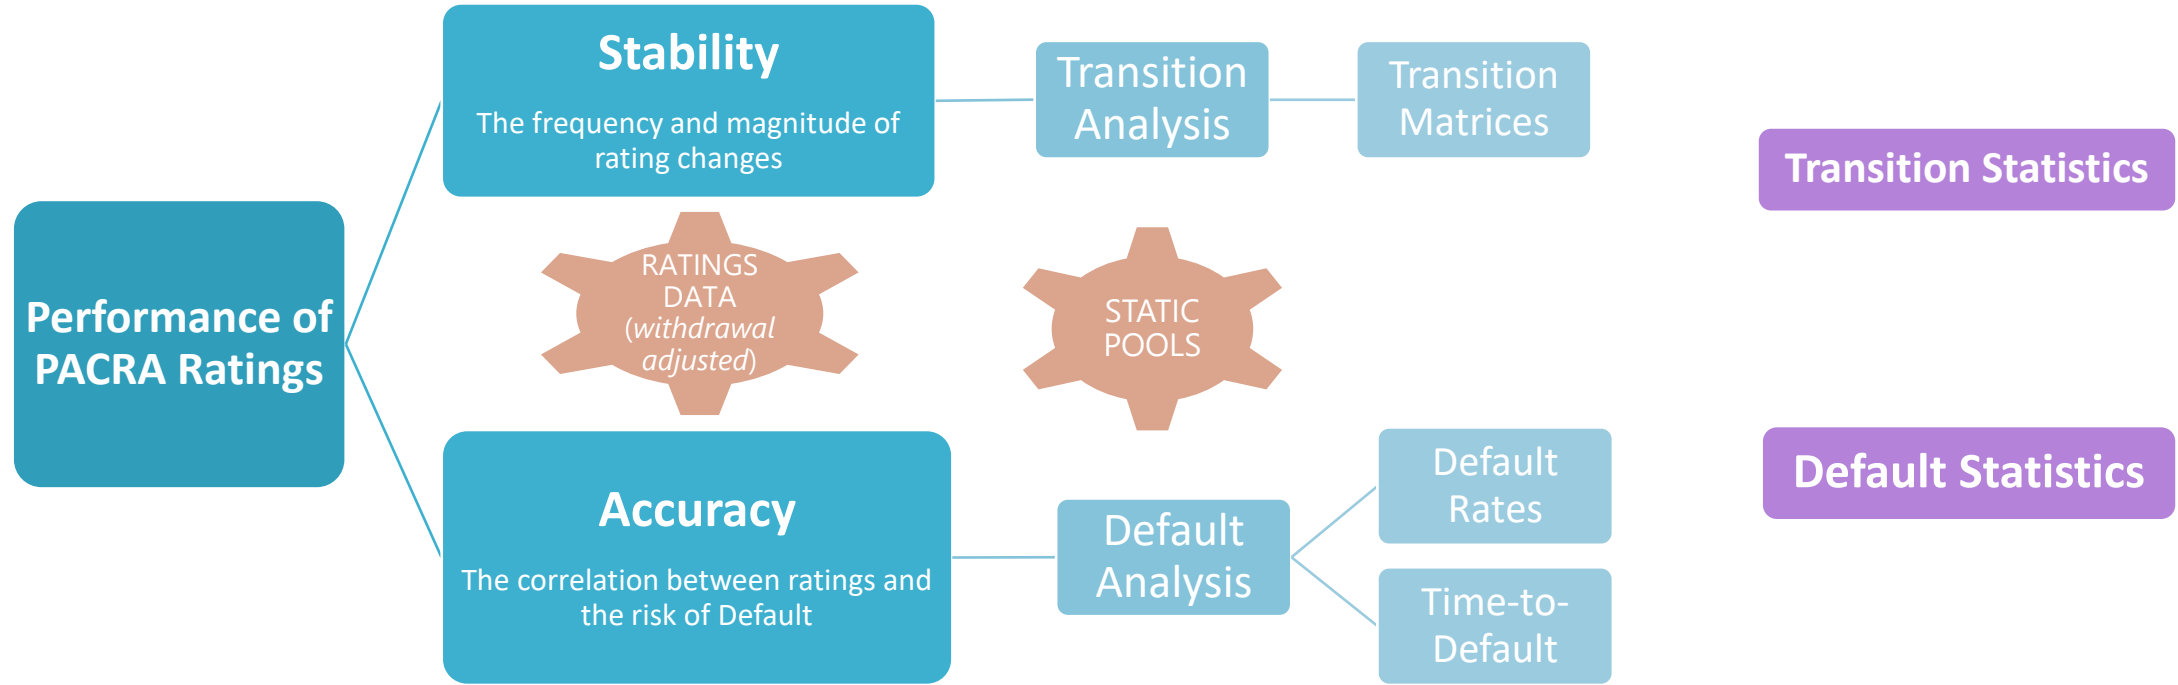 Performance of
PACRA Ratings
Stability
The frequency and magnitude of
rating changes
Transition
Analysis
Transition
Matrices
Transition Statistics
RATINGS
DATA
(withdrawal
adjusted)
STATIC
POOLS
Accuracy
The correlation between ratings and
the risk of Default
Default
Analysis
Default
Rates
Time-to-
Default
Default Statistics